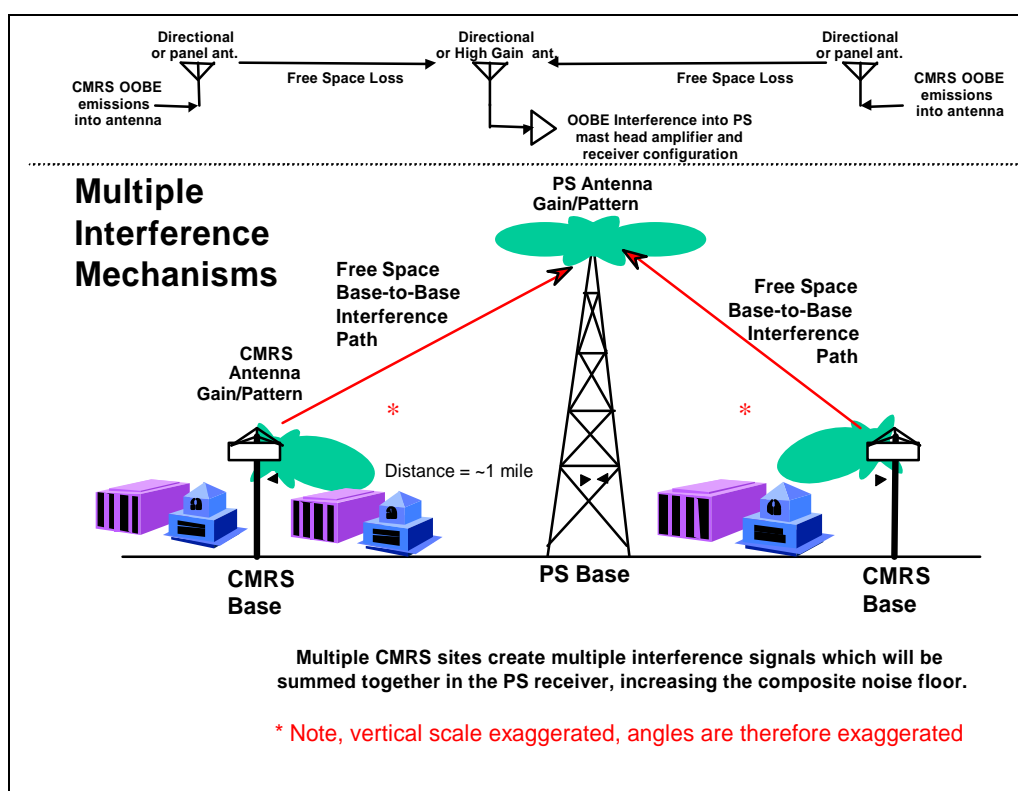 Directional
or panel ant.
Directional
or High Gain ant.
Directional
or panel ant.
Free Space Loss
Free Space Loss
CMRS OOBE
emissions
into antenna
CMRS OOBE
emissions
into antenna
OOBE Interference into PS
mast head amplifier and
receiver configuration
Multiple
Interference
Mechanisms
PS Antenna
Gain/Pattern
Free Space
Base-to-Base
Interference
Path
Free Space
Base-to-Base
Interference
Path
CMRS
Antenna
Gain/Pattern
*
*
Distance = ~1 mile
CMRS
Base
PS Base
CMRS
Base
Multiple CMRS sites create multiple interference signals which will be
summed together in the PS receiver, increasing the composite noise floor.
* Note, vertical scale exaggerated, angles are therefore exaggerated